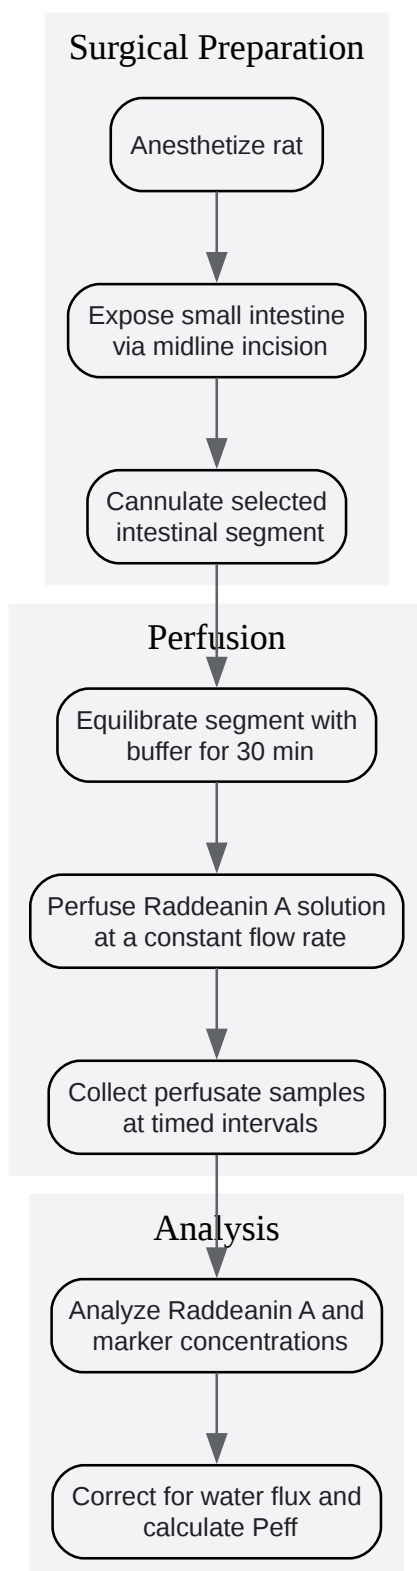 Surgical Preparation
Anesthetize rat
Expose small intestine
via midline incision
Cannulate selected
intestinal segment
Perfusion
Equilibrate segment with
buffer for 30 min
Perfuse Raddeanin A solution
at a constant flow rate
Collect perfusate samples
at timed intervals
Analysis
Analyze Raddeanin A and
marker concentrations
Correct for water flux and
calculate Peff